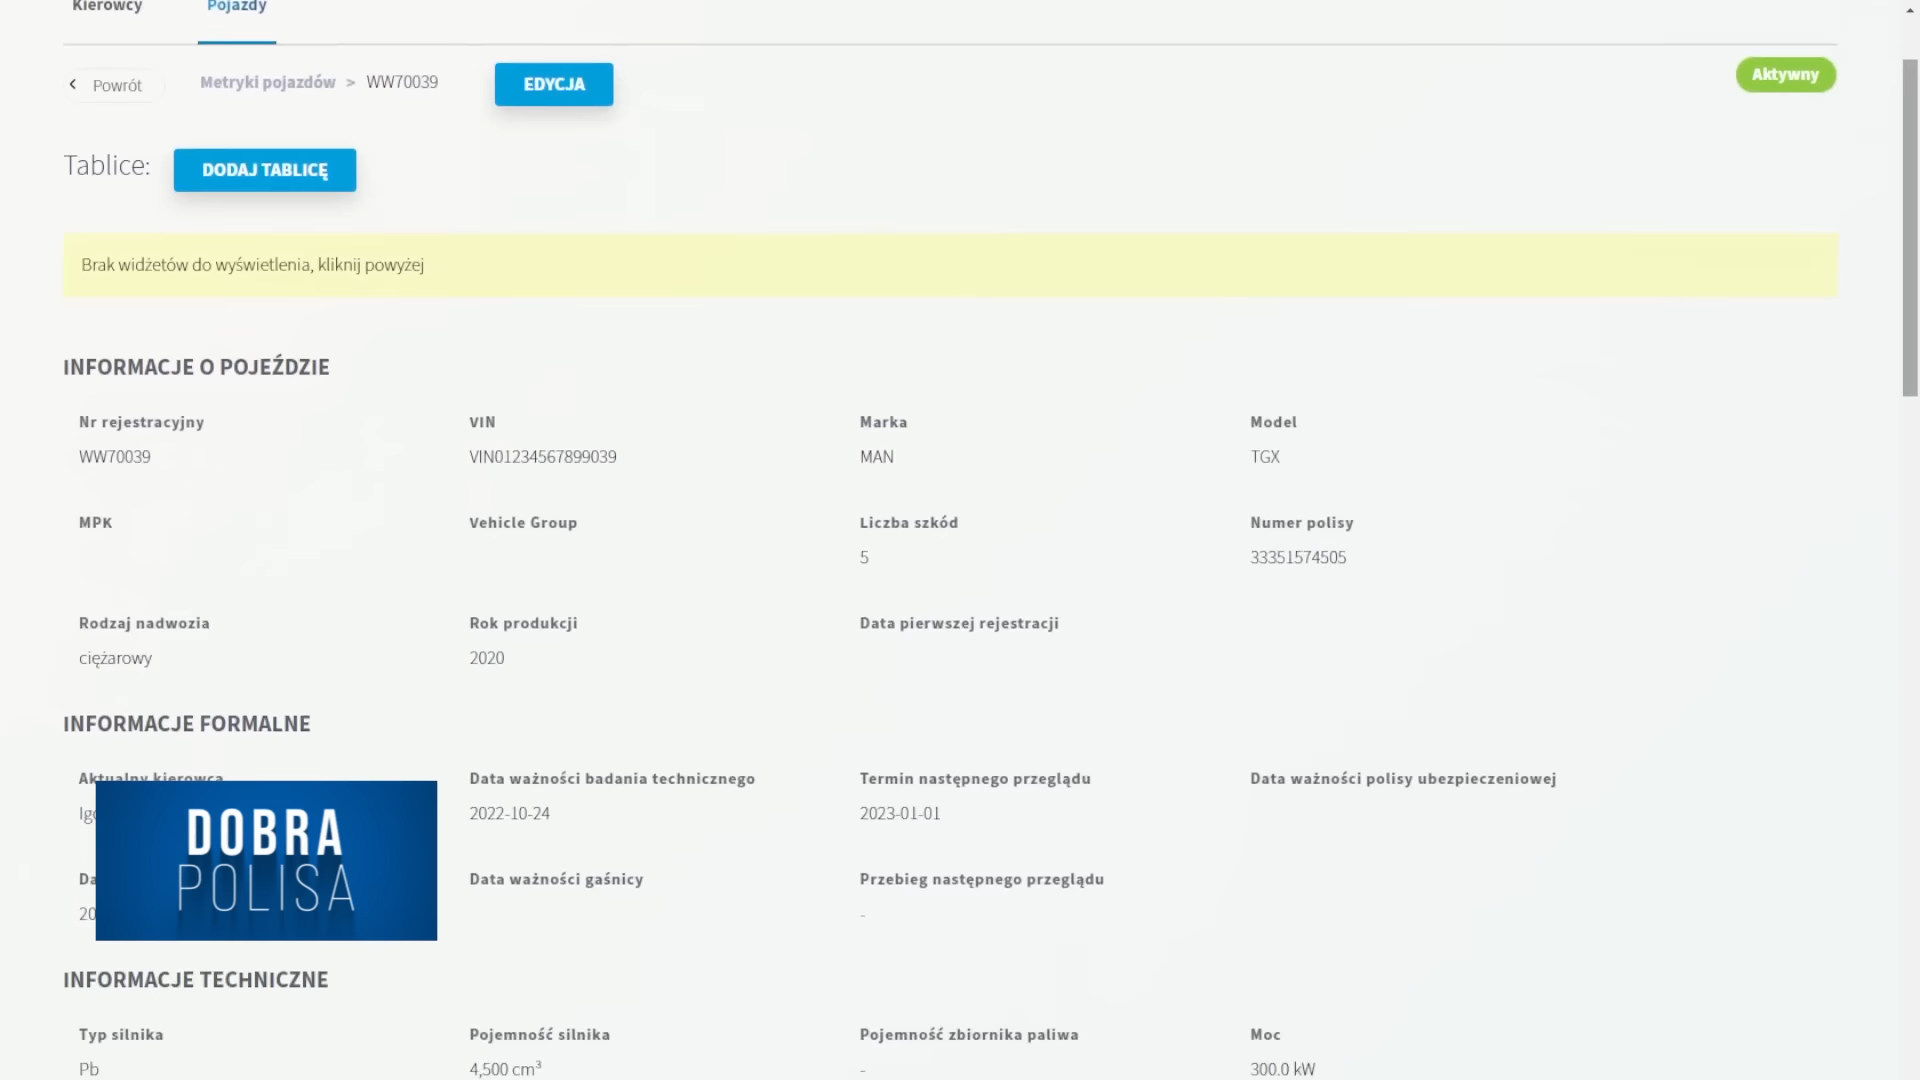 Kierowcy Pojazdy
Powrót Metryki pojazdów > WW70039 EDYCJA Aktywny
Tablice: DODAJ TABLICĘ
Brak widżetów do wyświetlenia, kliknij powyżej
INFORMACJE O POJEŹDZIE
Nr rejestracyjny VIN Marka Model
WW70039 VIN01234567899039 MAN TGX
MPK Vehicle Group Liczba szkód Numer polisy
5 33351574505
Rodzaj nadwozia Rok produkcji Data pierwszej rejestracji
ciężarowy 2020
INFORMACJE FORMALNE
Aktualny kierowca Data ważności badania technicznego Termin następnego przeglądu Data ważności polisy ubezpieczeniowej
2022-10-24 2023-01-01
DOBRA
POLISA
Data ważności gaśnicy Przebieg następnego przeglądu
-
INFORMACJE TECHNICZNE
Typ silnika Pojemność silnika Pojemność zbiornika paliwa Moc
Pb 4,500 cm³ - 300.0 kW